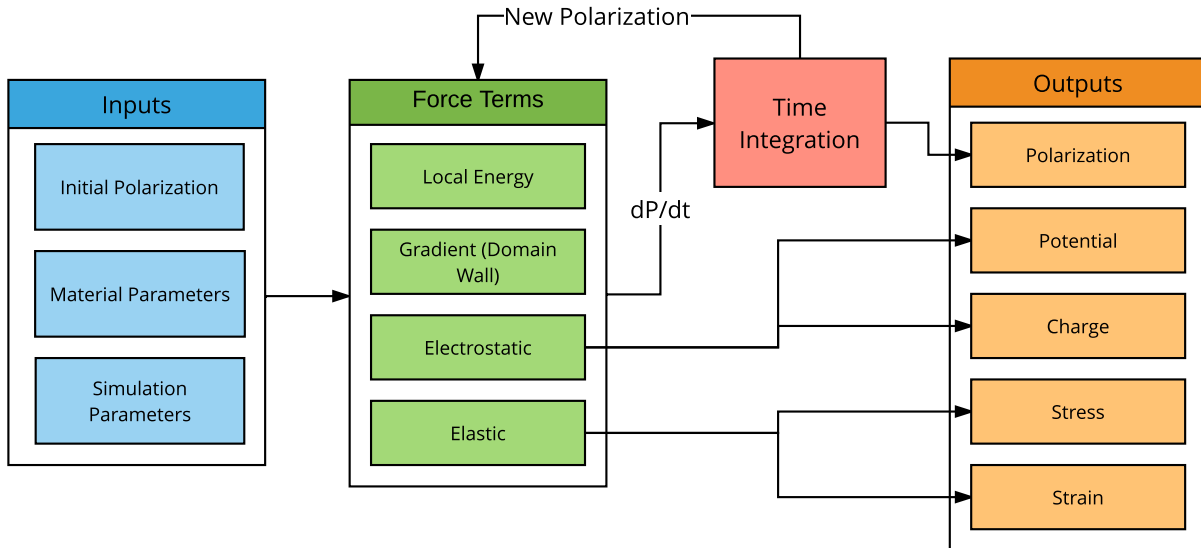 New Polarization
Inputs
Initial Polarization
Material Parameters
Simulation
Parameters
Force Terms
Local Energy
Gradient (Domain
Wall)
Electrostatic
Elastic
dP/dt
Time
Integration
Outputs
Polarization
Potential
Charge
Stress
Strain